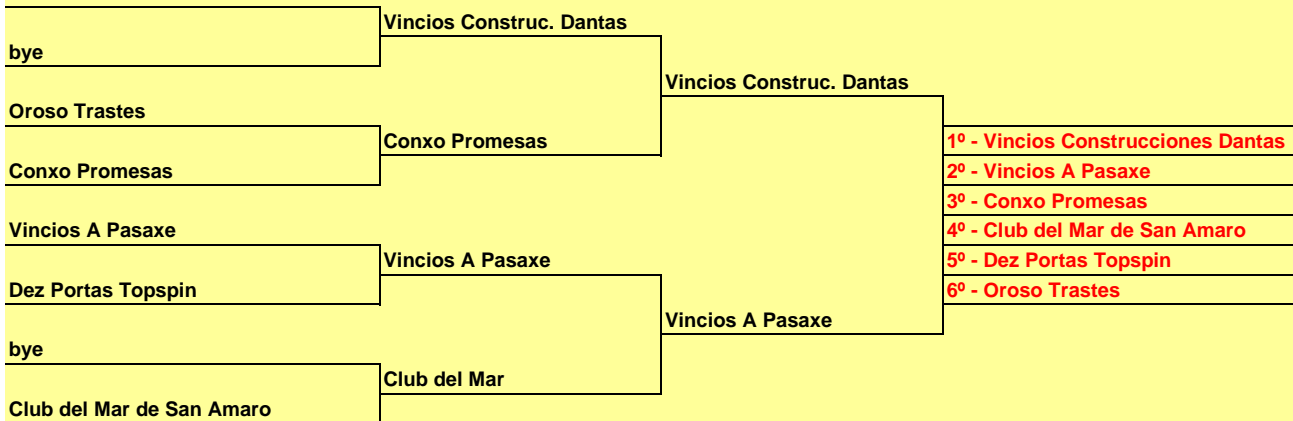 Vincios Construc. Dantas
bye
Vincios Construc. Dantas
Oroso Trastes
Conxo Promesas
1º - Vincios Construcciones Dantas
Conxo Promesas
2º - Vincios A Pasaxe
3º - Conxo Promesas
Vincios A Pasaxe
4º - Club del Mar de San Amaro
Vincios A Pasaxe
5º - Dez Portas Topspin
Dez Portas Topspin
6º - Oroso Trastes
Vincios A Pasaxe
bye
Club del Mar
Club del Mar de San Amaro